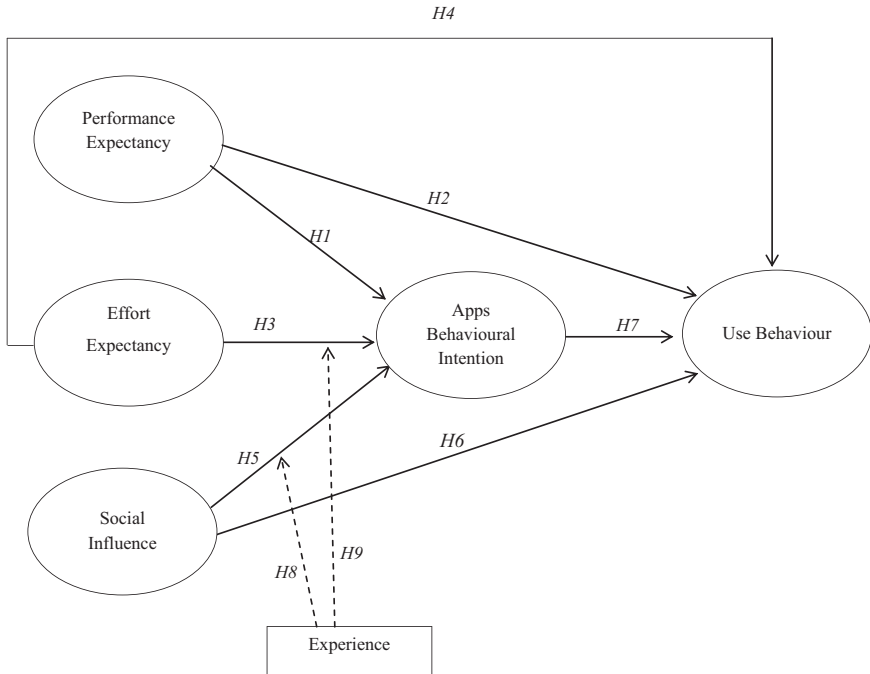 H4
Performance
Expectancy
H2
H1
Effort
Expectancy
H3
Apps
Behavioural
Intention
H7
Use Behaviour
H5
H6
Social
Influence
H8
H9
Experience